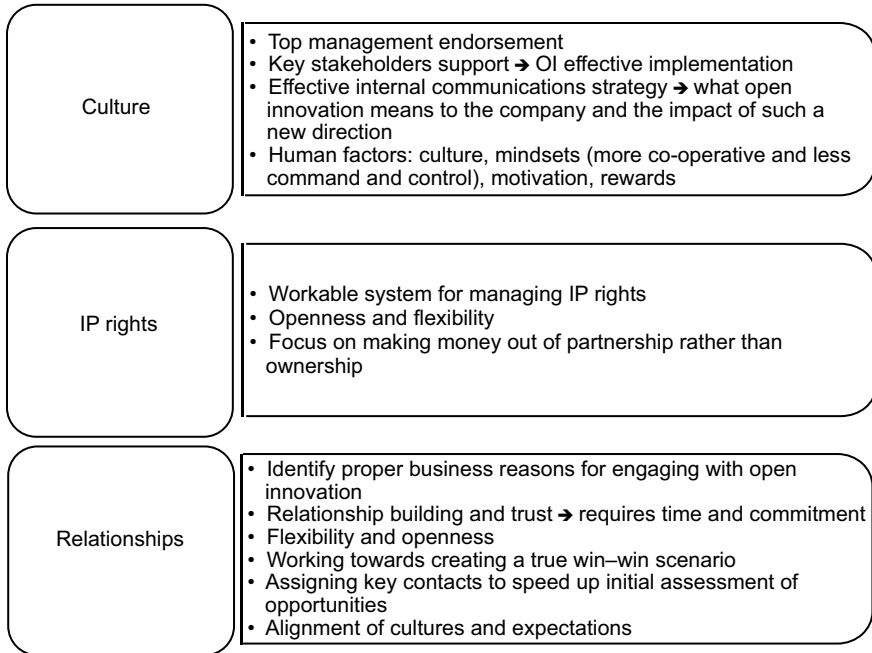 Culture
• Top management endorsement
• Key stakeholders support ➔ OI effective implementation
• Effective internal communications strategy ➔ what open
innovation means to the company and the impact of such a
new direction
• Human factors: culture, mindsets (more co-operative and less
command and control), motivation, rewards
IP rights
• Workable system for managing IP rights
• Openness and flexibility
• Focus on making money out of partnership rather than
ownership
Relationships
• Identify proper business reasons for engaging with open
innovation
• Relationship building and trust ➔ requires time and commitment
• Flexibility and openness
• Working towards creating a true win–win scenario
• Assigning key contacts to speed up initial assessment of
opportunities
• Alignment of cultures and expectations